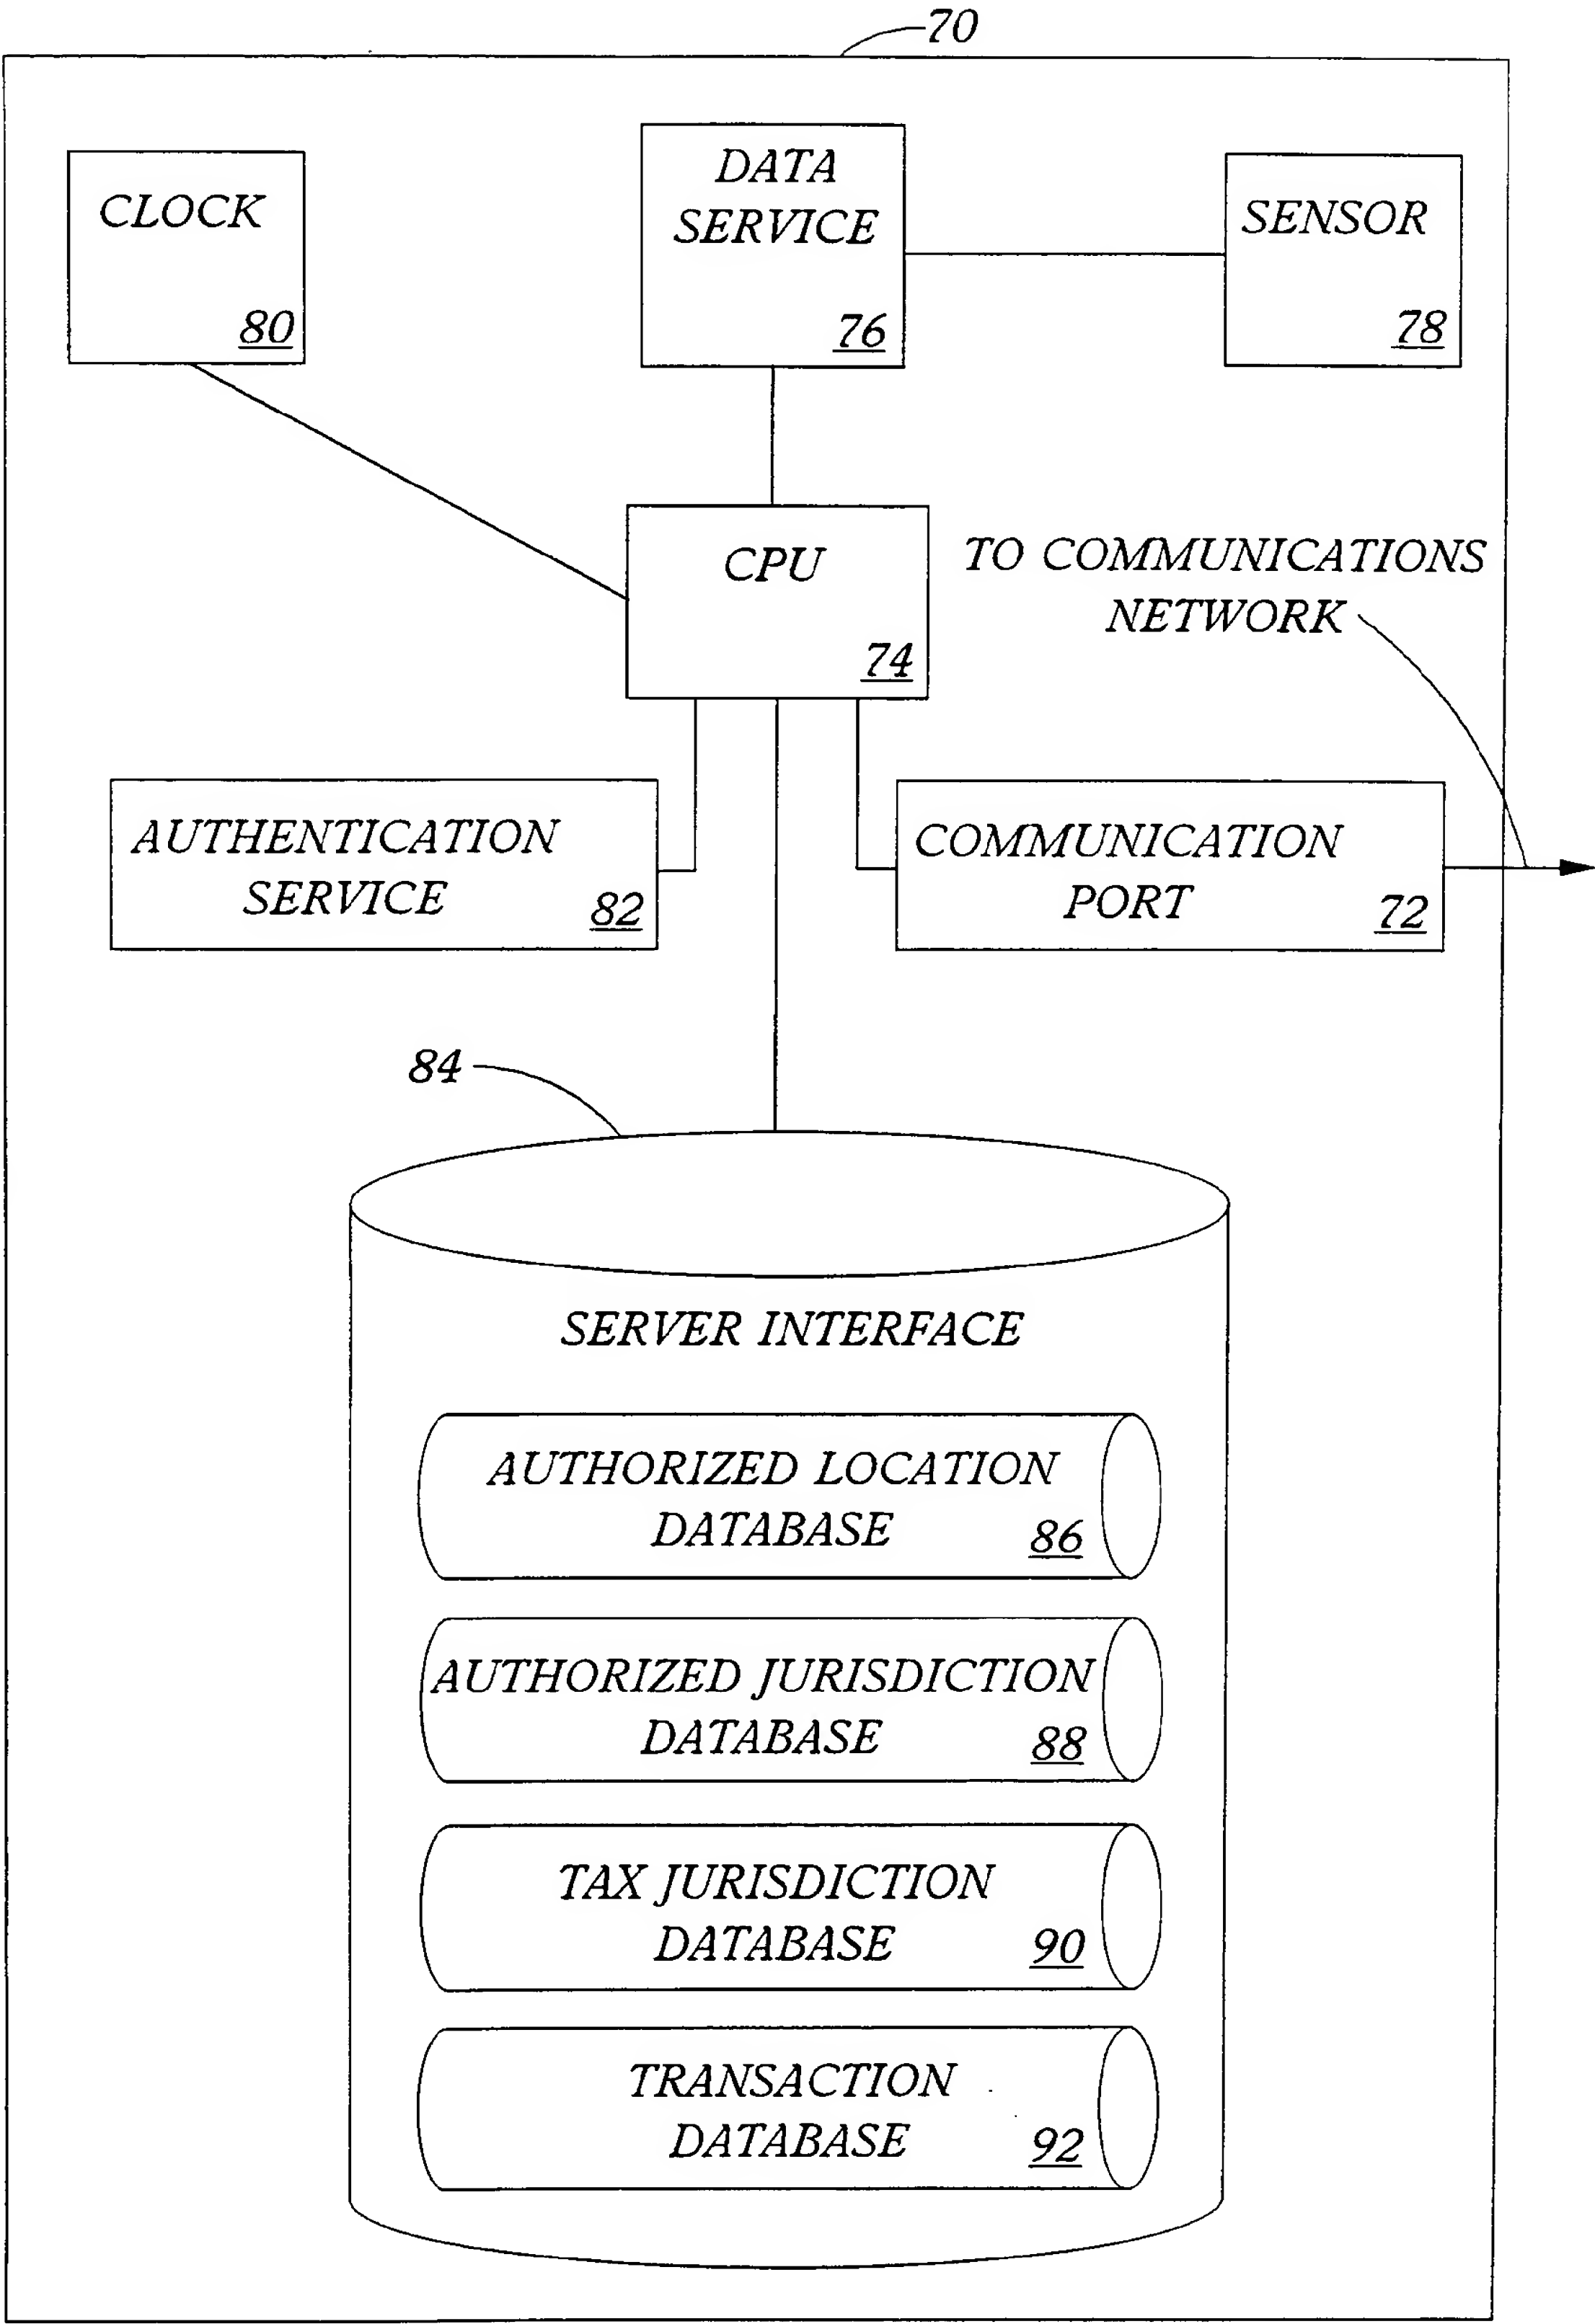 70
CLOCK
80
DATA
SERVICE
76
SENSOR
78
CPU
74
TO COMMUNICATIONS
NETWORK
AUTHENTICATION
SERVICE
82
COMMUNICATION
PORT
72
84
SERVER INTERFACE
AUTHORIZED LOCATION
DATABASE
86
AUTHORIZED JURISDICTION
DATABASE
88
TAX JURISDICTION
DATABASE
90
TRANSACTION
DATABASE
92